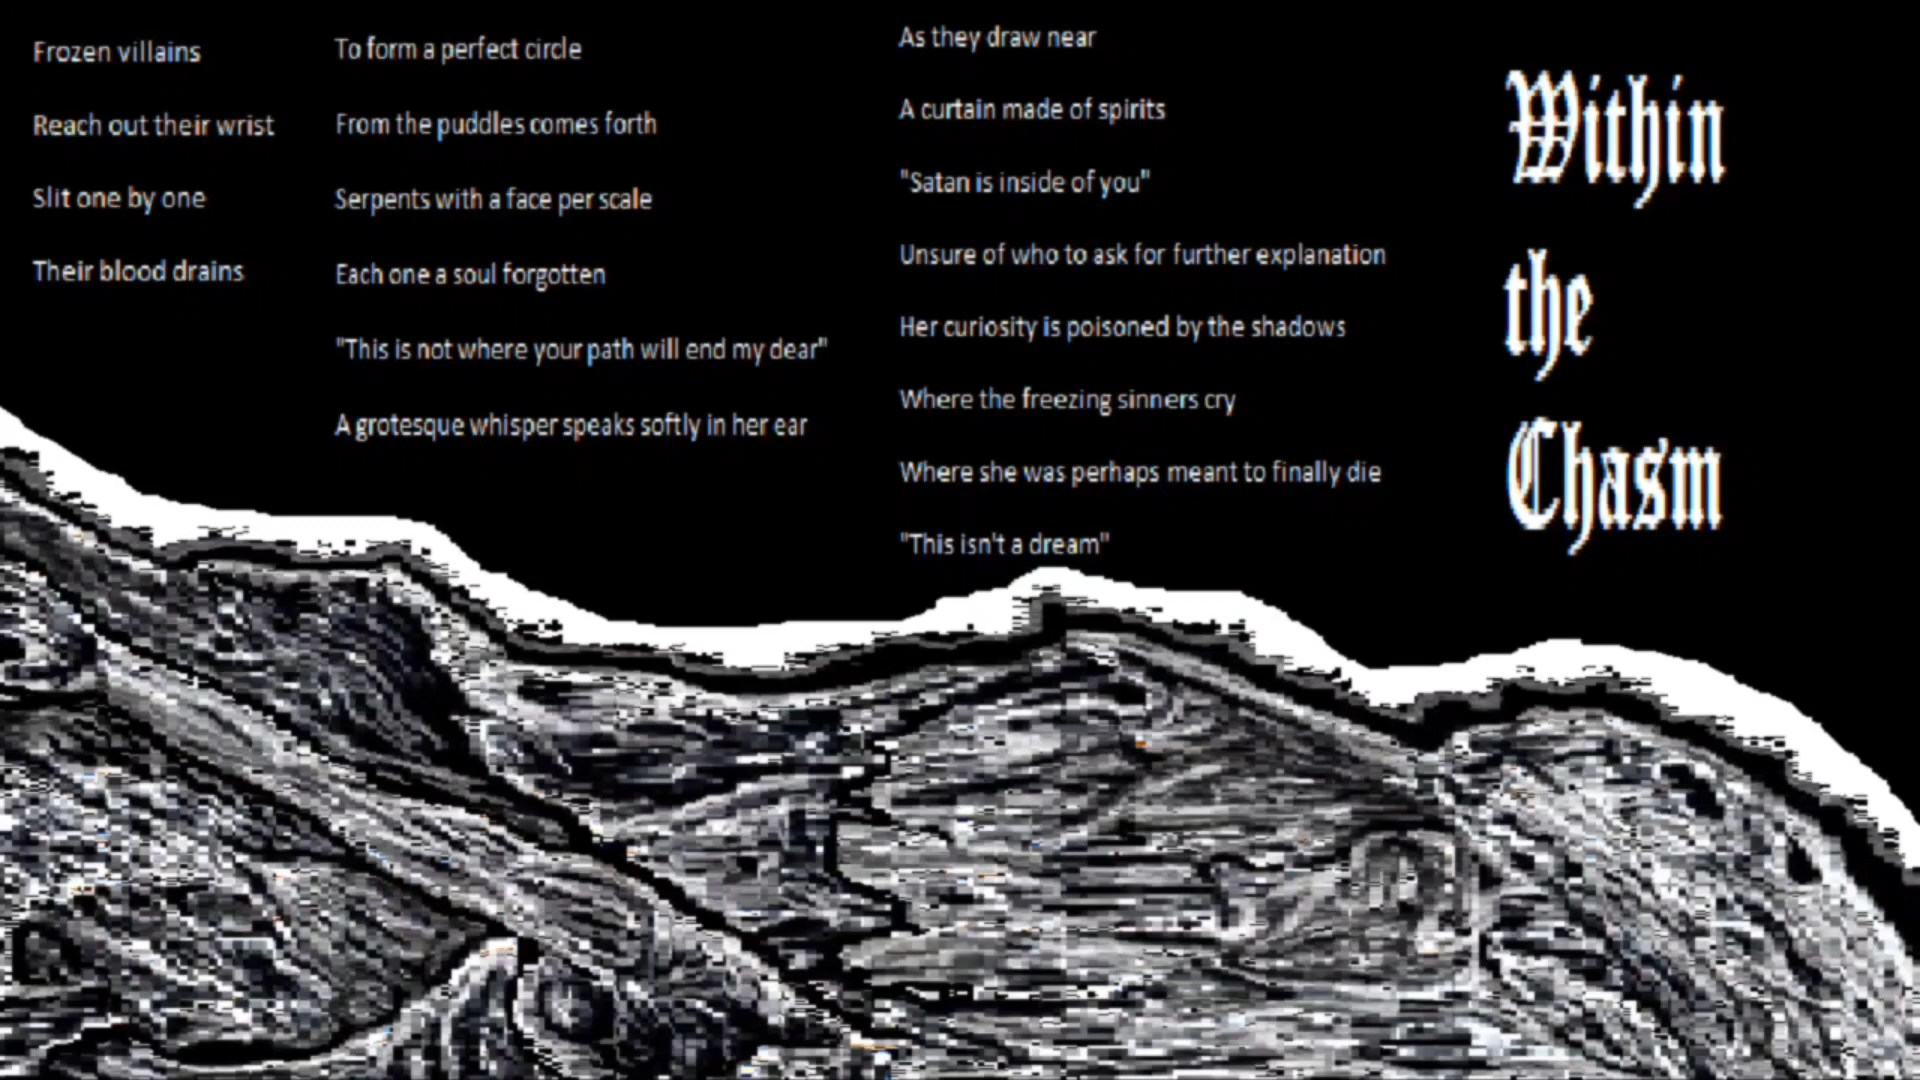 Frozen villains
Reach out their wrist
Slit one by one
Their blood drains
To form a perfect circle
From the puddles comes forth
Serpents with a face per scale
Each one a soul forgotten
"This is not where your path will end my dear"
A grotesque whisper speaks softly in her ear
As they draw near
A curtain made of spirits
"Satan is inside of you"
Unsure of who to ask for further explanation
Her curiosity is poisoned by the shadows
Where the freezing sinners cry
Where she was perhaps meant to finally die
"This isn't a dream"
Within
the
Chasm